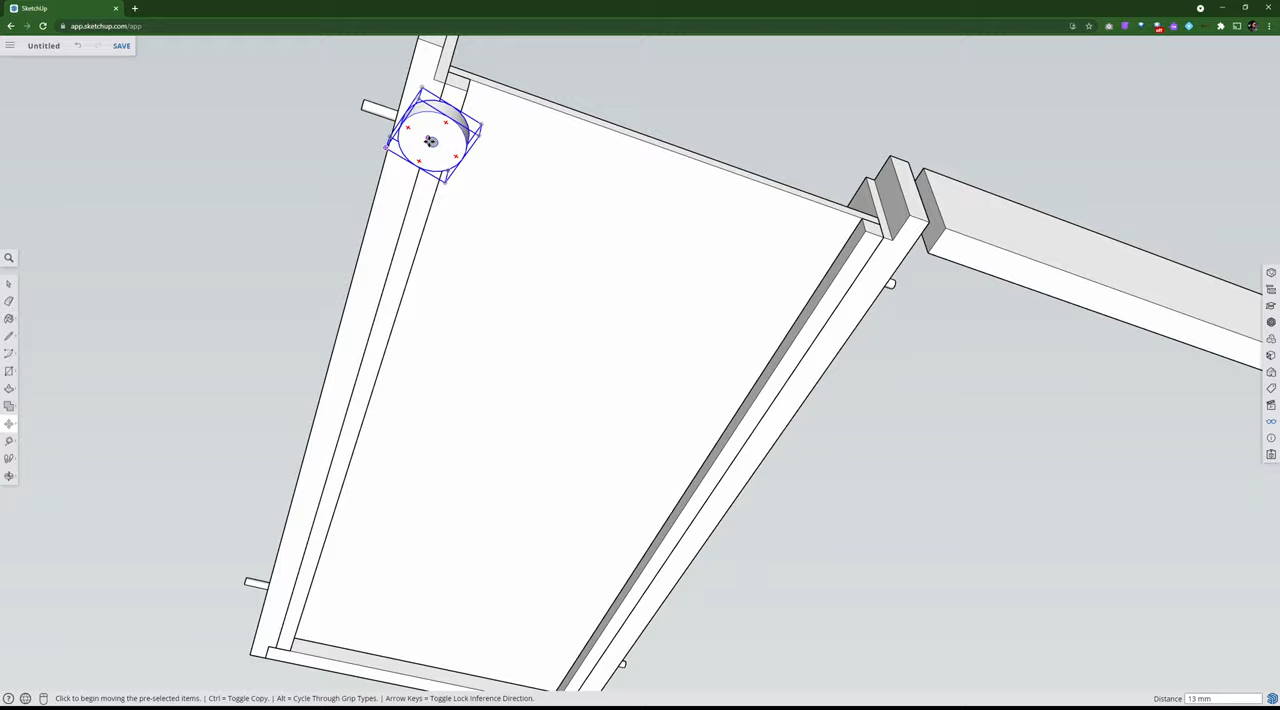 SketchUp
app.sketchup.com/app
Untitled
SAVE
Click to begin moving the pre-selected items. | Ctrl = Toggle Copy. | Alt = Cycle Through Grip Types. | Arrow Keys = Toggle Lock Inference Direction.
Distance 13 mm